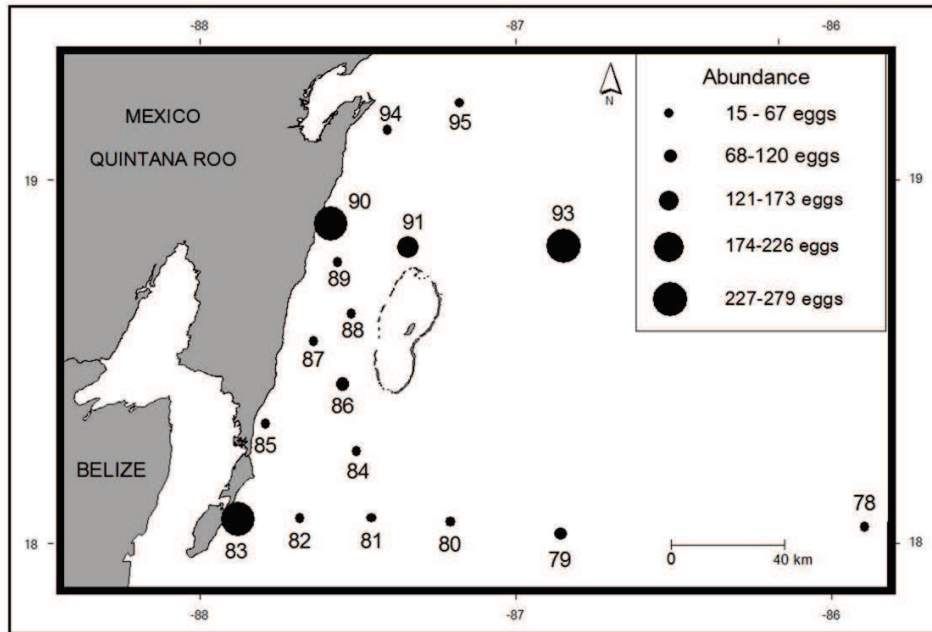 -88 -87 -86
Abundance
15 - 67 eggs
68-120 eggs
121-173 eggs
174-226 eggs
227-279 eggs
N
MEXICO
QUINTANA ROO
94
95
19
19
90
91
93
89
88
87
86
85
84
BELIZE
78
83
82
81
80
79
18
18
0 40 km
-88 -87 -86